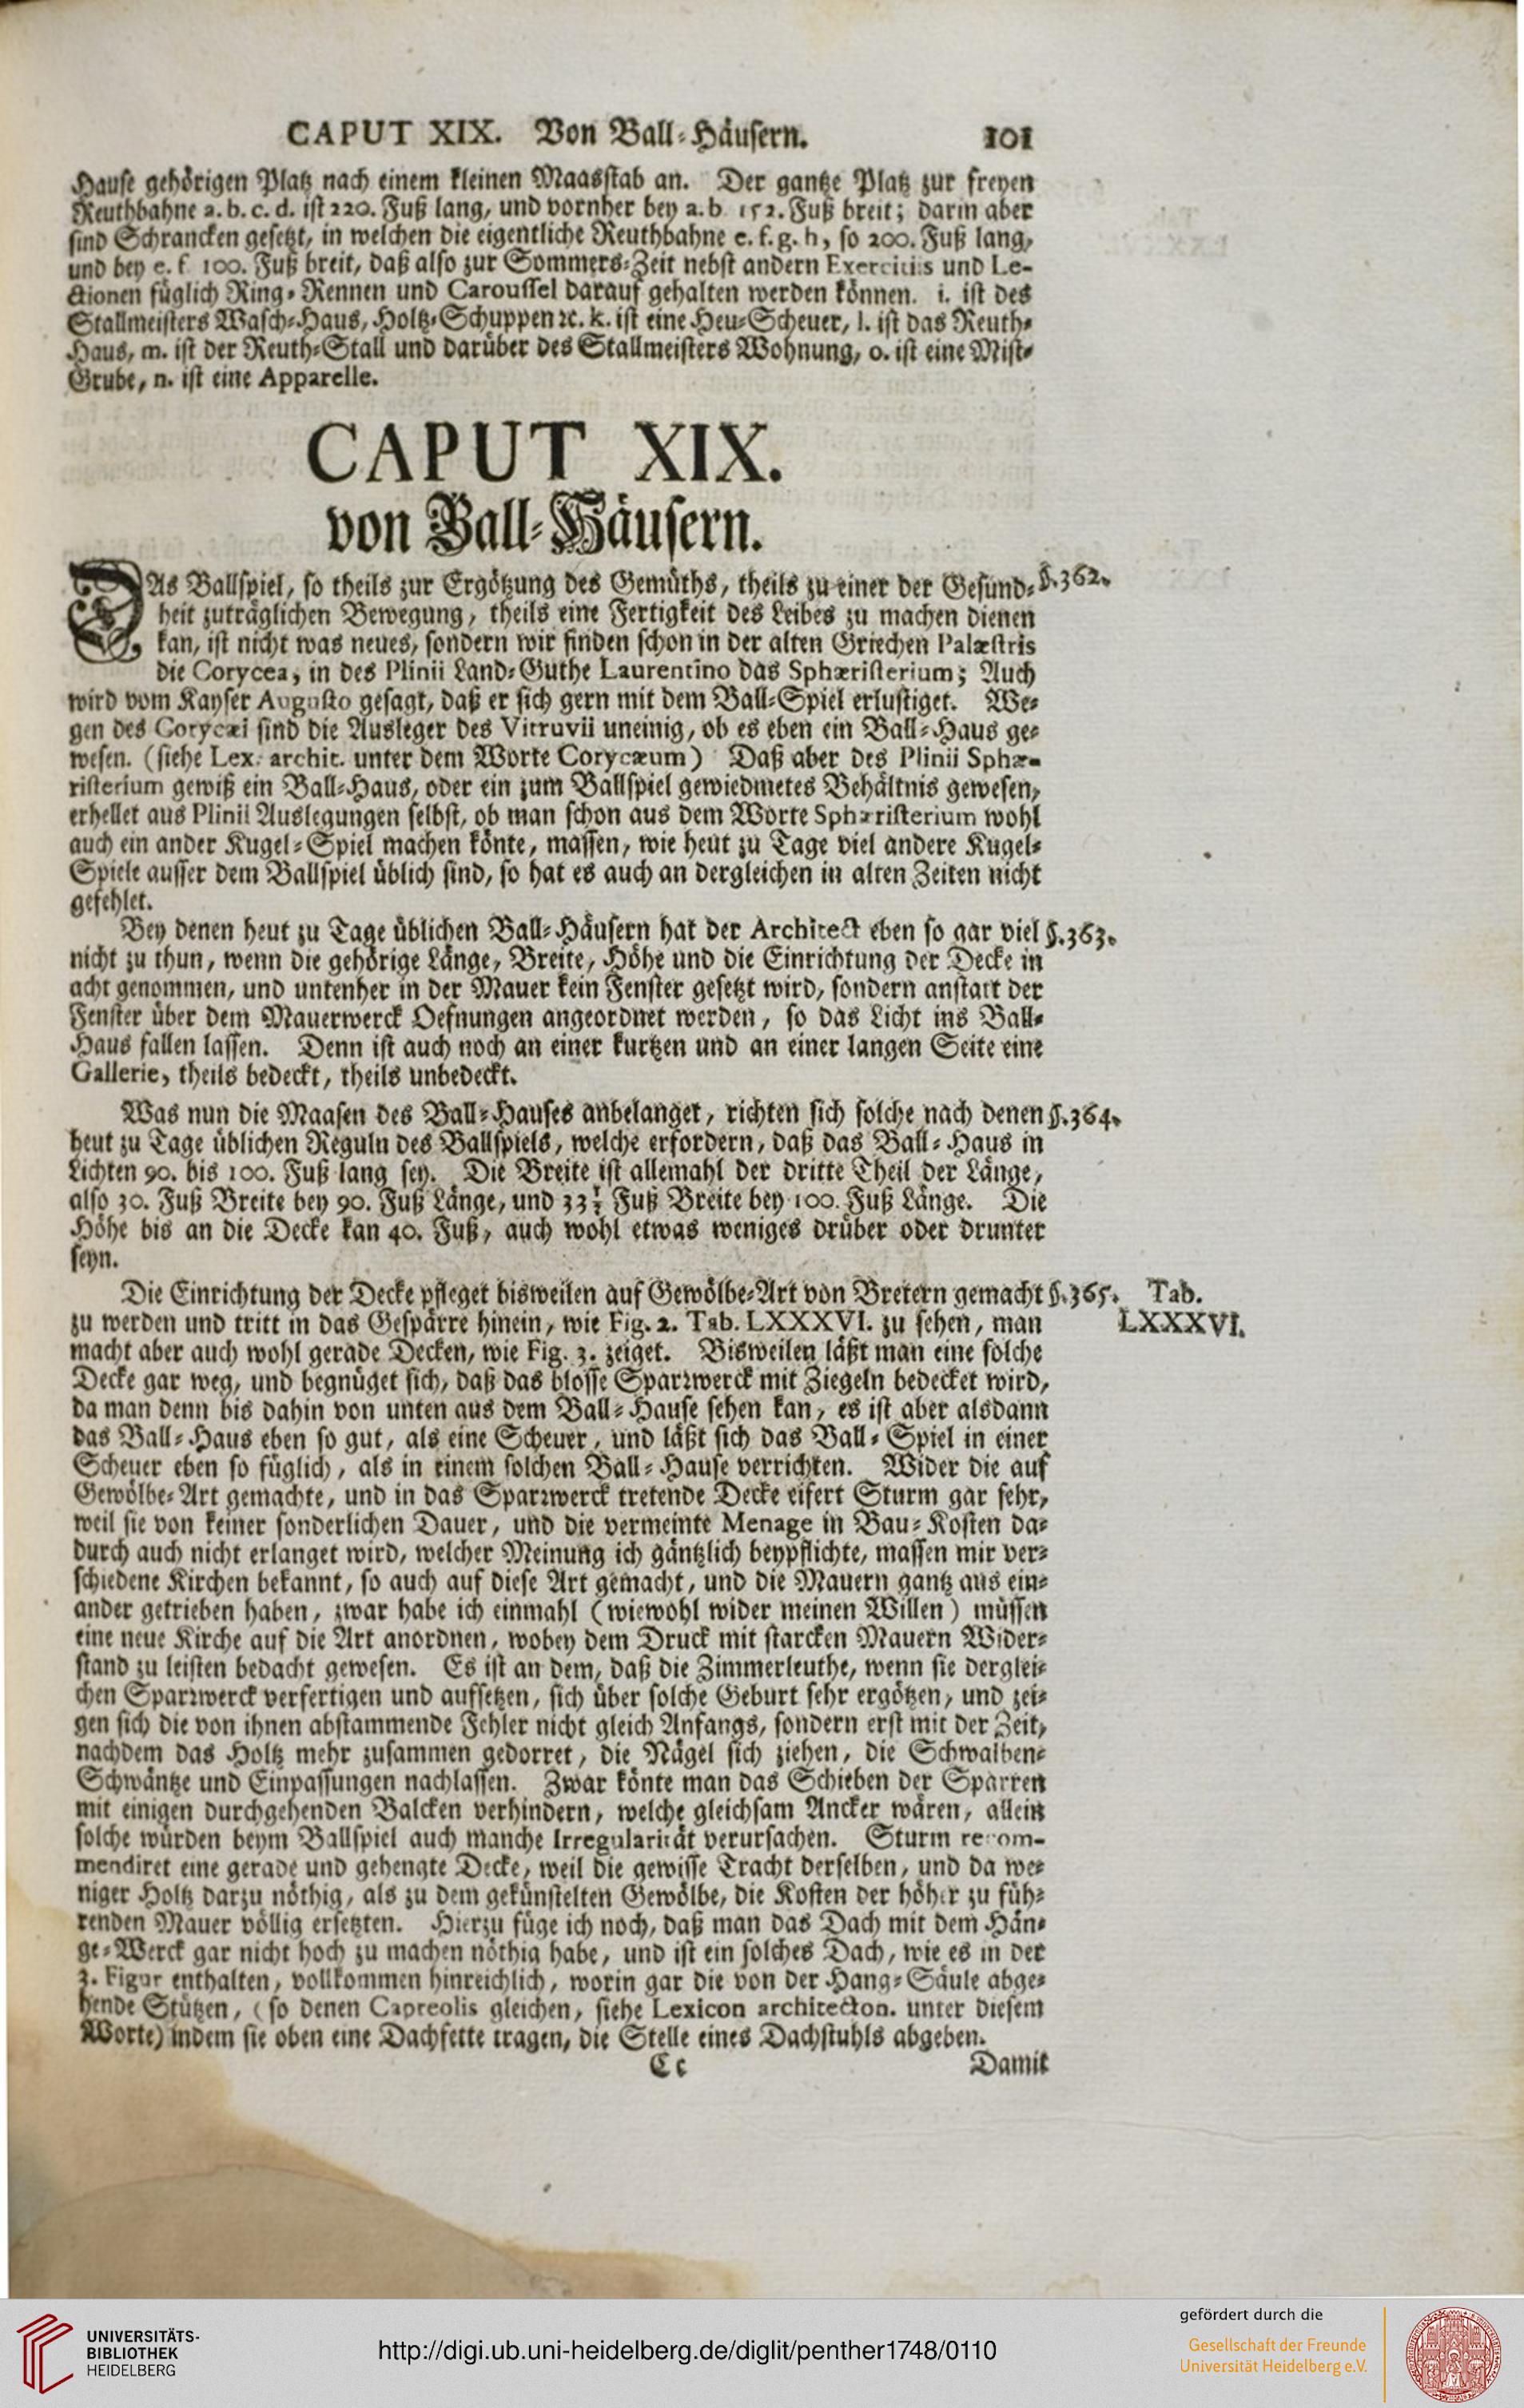 CAPUT XIX. Von Ball-Häusern. 101
Hause gehörigen Platz nach einem kleinen Maasstab an. Der gantze Platz zur freyen
Reuthbahne a. b. c. d. ist 220. Fuß lang, und vornher bey a. b 152. Fuß breit; darin aber
sind Schrancken gesetzt, in welchen die eigentliche Reuthbahne e. f. g. h, so 200. Fuß lang,
und bey e. f 100. Fuß breit, daß also zur Sommers-Zeit nebst andern Exercitiis und Le-
ctionen füglich Ring-Rennen und Caroussel darauf gehalten werden können. i. ist des
Stallmeisters Wasch-Haus, Holtz-Schuppen ꝛc. k. ist eine Heu-Scheuer, l. ist das Reuth-
Haus, m. ist der Reuth-Stall und darüber des Stallmeisters Wohnung, o. ist eine Mist-
Grube, n. ist eine Apparelle.
CAPUT XIX.
von Ball-Häusern.
DAs Ballspiel, so theils zur Ergötzung des Gemüths, theils zu einer der Gesund- §. 362.
heit zuträglichen Bewegung, theils eine Fertigkeit des Leibes zu machen dienen
kan, ist nicht was neues, sondern wir finden schon in der alten Griechen Palæstris
die Corycea, in des Plinii Land-Guthe Laurentino das Sphæristerium; Auch
wird vom Kayser Augusto gesagt, daß er sich gern mit dem Ball-Spiel erlustiget. We-
gen des Corycæi sind die Ausleger des Vitruvii uneinig, ob es eben ein Ball-Haus ge-
wesen. (siehe Lex. archit. unter dem Worte Corycæum) Daß aber des Plinii Sphæ-
risterium gewiß ein Ball-Haus, oder ein zum Ballspiel gewiedmetes Behältnis gewesen,
erhellet aus Plinii Auslegungen selbst, ob man schon aus dem Worte Sphæristerium wohl
auch ein ander Kugel-Spiel machen könte, massen, wie heut zu Tage viel andere Kugel-
Spiele ausser dem Ballspiel üblich sind, so hat es auch an dergleichen in alten Zeiten nicht
gefehlet.
Bey denen heut zu Tage üblichen Ball-Häusern hat der Architect eben so gar viel §. 363.
nicht zu thun, wenn die gehörige Länge, Breite, Höhe und die Einrichtung der Decke in
acht genommen, und untenher in der Mauer kein Fenster gesetzt wird, sondern anstatt der
Fenster über dem Mauerwerck Oefnungen angeordnet werden, so das Licht ins Ball-
Haus fallen lassen. Denn ist auch noch an einer kurtzen und an einer langen Seite eine
Gallerie, theils bedeckt, theils unbedeckt.
Was nun die Maasen des Ball-Hauses anbelanget, richten sich solche nach denen §. 364.
heut zu Tage üblichen Reguln des Ballspiels, welche erfordern, daß das Ball-Haus in
Lichten 90. bis 100. Fuß lang sey. Die Breite ist allemahl der dritte Theil der Länge,
also 30. Fuß Breite bey 90. Fuß Länge, und 33⅓ Fuß Breite bey 100. Fuß Länge. Die
Höhe bis an die Decke kan 40. Fuß, auch wohl etwas weniges drüber oder drunter
seyn.
Die Einrichtung der Decke pfleget bisweilen auf Gewölbe-Art von Bretern gemacht §. 365. Tab.
zu werden und tritt in das Gespärre hinein, wie Fig. 2. Tab. LXXXVI. zu sehen, man LXXXVI.
macht aber auch wohl gerade Decken, wie Fig. 3. zeiget. Bisweilen läßt man eine solche
Decke gar weg, und begnüget sich, daß das blosse Sparrwerck mit Ziegeln bedecket wird,
da man denn bis dahin von unten aus dem Ball-Hause sehen kan, es ist aber alsdann
das Ball-Haus eben so gut, als eine Scheuer, und läßt sich das Ball-Spiel in einer
Scheuer eben so füglich, als in einem solchen Ball-Hause verrichten. Wider die auf
Gewölbe-Art gemachte, und in das Sparrwerck tretende Decke eifert Sturm gar sehr,
weil sie von keiner sonderlichen Dauer, und die vermeinte Menage in Bau-Kosten da-
durch auch nicht erlanget wird, welcher Meinung ich gäntzlich beypflichte, massen mir ver-
schiedene Kirchen bekannt, so auch auf diese Art gemacht, und die Mauern gantz aus ein-
ander getrieben haben, zwar habe ich einmahl (wiewohl wider meinen Willen) müssen
eine neue Kirche auf die Art anordnen, wobey dem Druck mit starcken Mauern Wider-
stand zu leisten bedacht gewesen. Es ist an dem, daß die Zimmerleuthe, wenn sie derglei-
chen Sparrwerck verfertigen und aufsetzen, sich über solche Geburt sehr ergötzen, und zei-
gen sich die von ihnen abstammende Fehler nicht gleich Anfangs, sondern erst mit der Zeit,
nachdem das Holtz mehr zusammen gedorret, die Nägel sich ziehen, die Schwalben-
Schwäntze und Einpassungen nachlassen. Zwar könte man das Schieben der Sparren
mit einigen durchgehenden Balcken verhindern, welche gleichsam Ancker wären, allein
solche würden beym Ballspiel auch manche Irregularität verursachen. Sturm recom-
mendiret eine gerade und gehengte Decke, weil die gewisse Tracht derselben, und da we-
niger Holtz darzu nöthig, als zu dem gekünstelten Gewölbe, die Kosten der höher zu füh-
renden Mauer völlig ersetzten. Hierzu füge ich noch, daß man das Dach mit dem Hän-
ge-Werck gar nicht hoch zu machen nöthig habe, und ist ein solches Dach, wie es in der
3. Figur enthalten, vollkommen hinreichlich, worin gar die von der Hang-Säule abge-
hende Stützen, (so denen Capreolis gleichen, siehe Lexicon architecton. unter diesem
Worte) indem sie oben eine Dachfette tragen, die Stelle eines Dachstuhls abgeben.
Cc Damit
UNIVERSITÄTS-
BIBLIOTHEK
HEIDELBERG
http://digi.ub.uni-heidelberg.de/diglit/penther1748/0110
gefördert durch die
Gesellschaft der Freunde
Universität Heidelberg e.V.